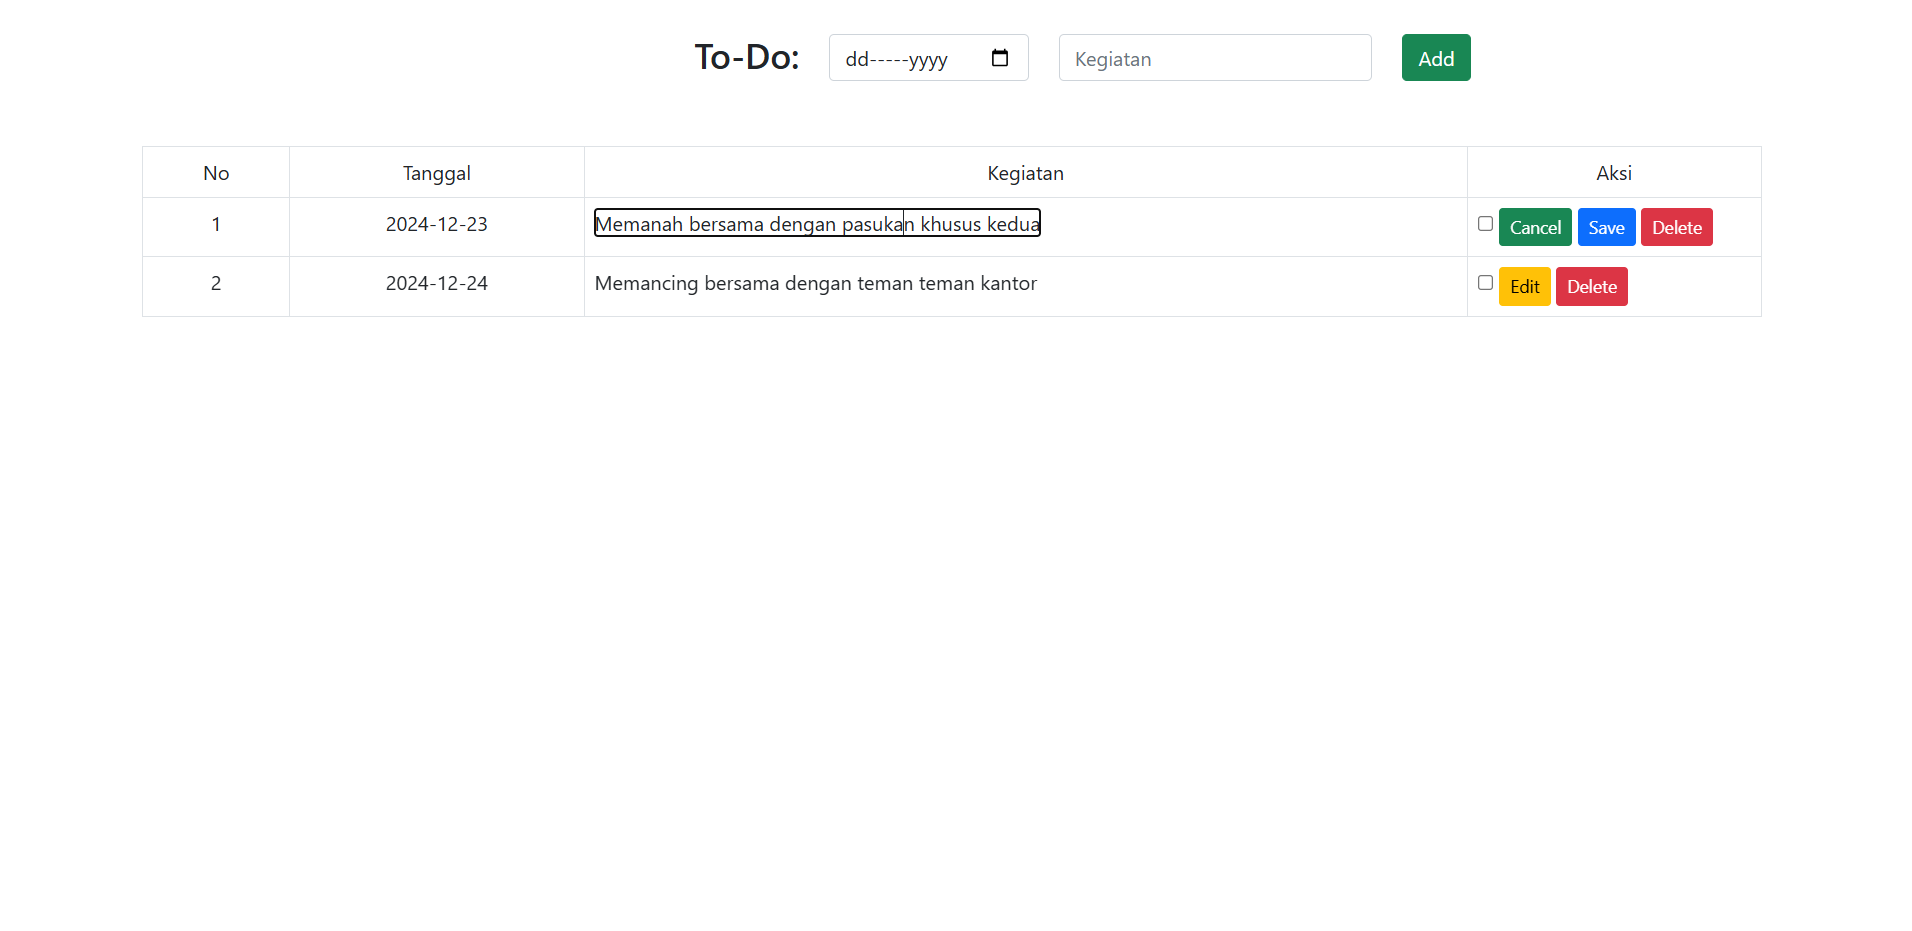 To-Do: dd-----yyyy Kegiatan Add
No Tanggal Kegiatan Aksi
1 2024-12-23 Memanah bersama dengan pasukan khusus kedua Cancel Save Delete
2 2024-12-24 Memancing bersama dengan teman teman kantor Edit Delete